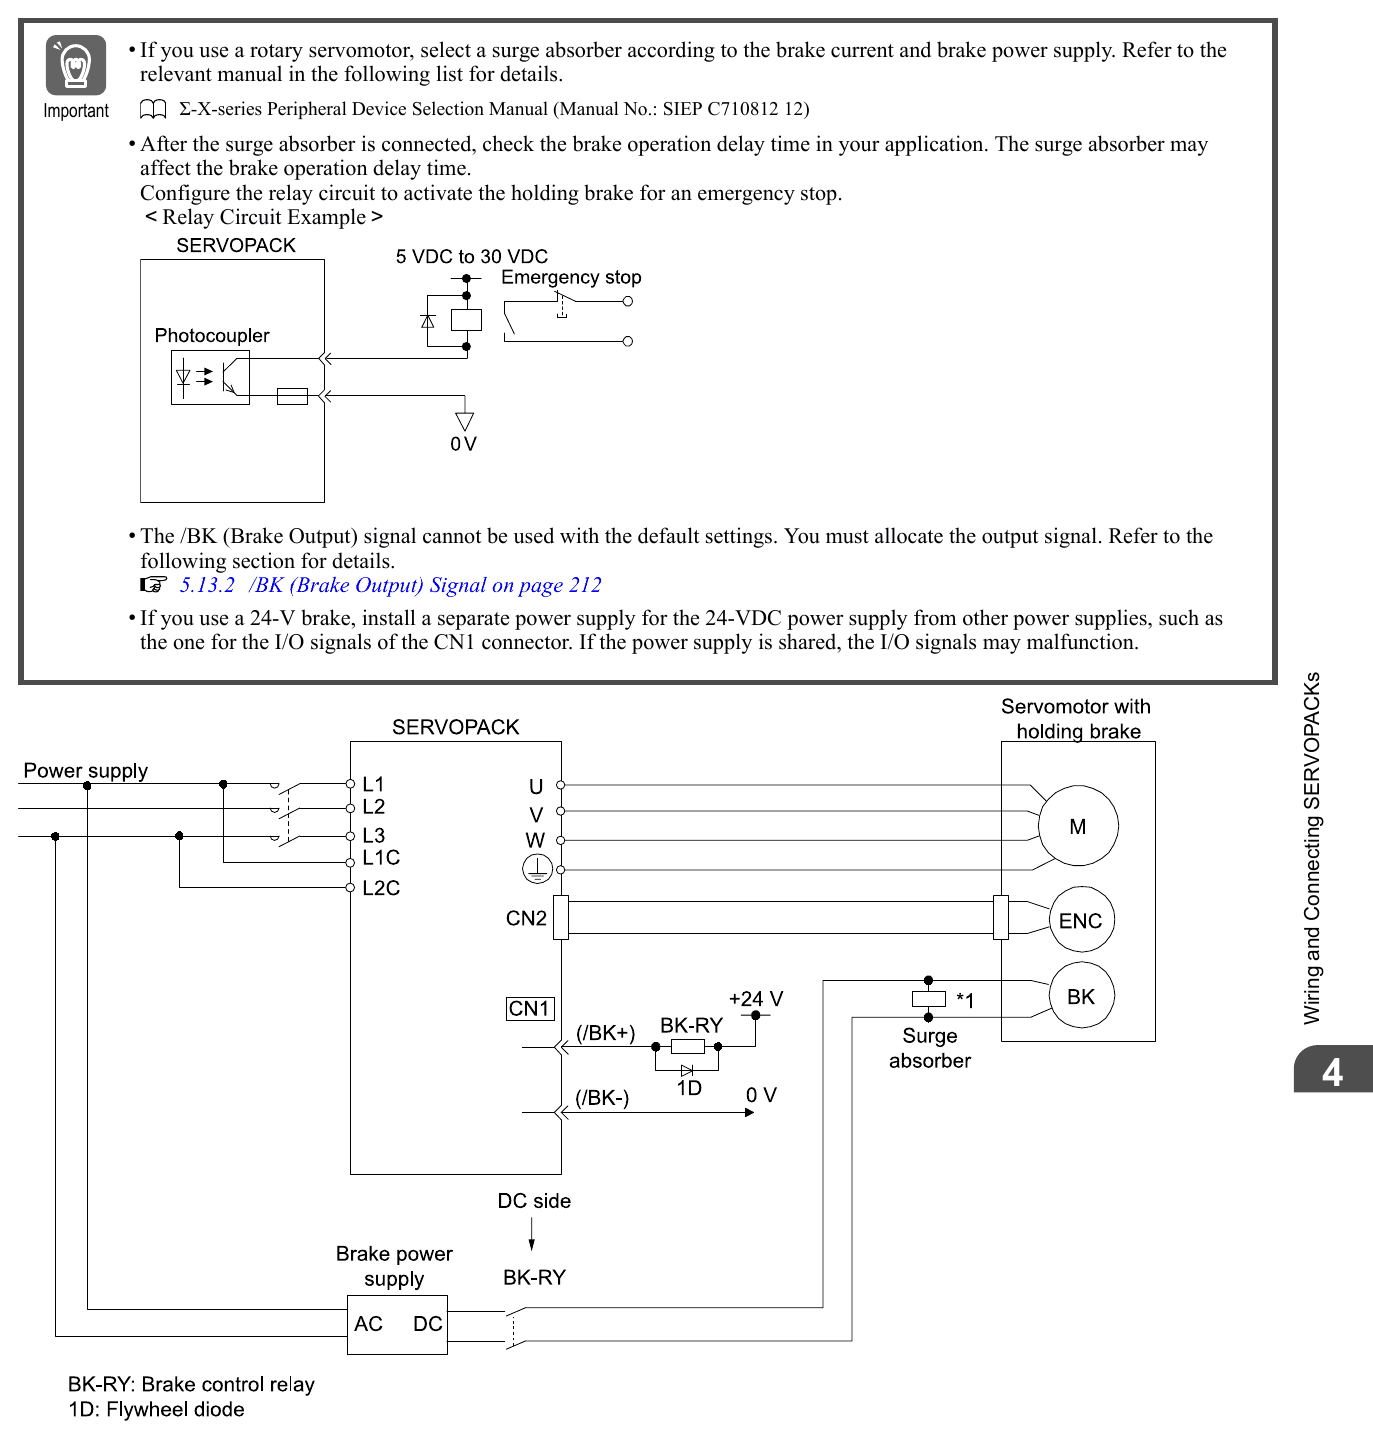 • If you use a rotary servomotor, select a surge absorber according to the brake current and brake power supply. Refer to the
relevant manual in the following list for details.
Important
Σ-X-series Peripheral Device Selection Manual (Manual No.: SIEP C710812 12)
• After the surge absorber is connected, check the brake operation delay time in your application. The surge absorber may
affect the brake operation delay time.
Configure the relay circuit to activate the holding brake for an emergency stop.
< Relay Circuit Example >
SERVOPACK
5 VDC to 30 VDC
Emergency stop
Photocoupler
0 V
• The /BK (Brake Output) signal cannot be used with the default settings. You must allocate the output signal. Refer to the
following section for details.
5.13.2 /BK (Brake Output) Signal on page 212
• If you use a 24-V brake, install a separate power supply for the 24-VDC power supply from other power supplies, such as
the one for the I/O signals of the CN1 connector. If the power supply is shared, the I/O signals may malfunction.
Wiring and Connecting SERVOPACKs
4
Servomotor with
holding brake
SERVOPACK
Power supply
L1
L2
L3
L1C
L2C
U
V
W
M
CN2
ENC
CN1
BK
*1
Surge
absorber
+24 V
(/BK+)
BK-RY
1D
(/BK-)
0 V
DC side
Brake power
supply
BK-RY
AC DC
BK-RY: Brake control relay
1D: Flywheel diode